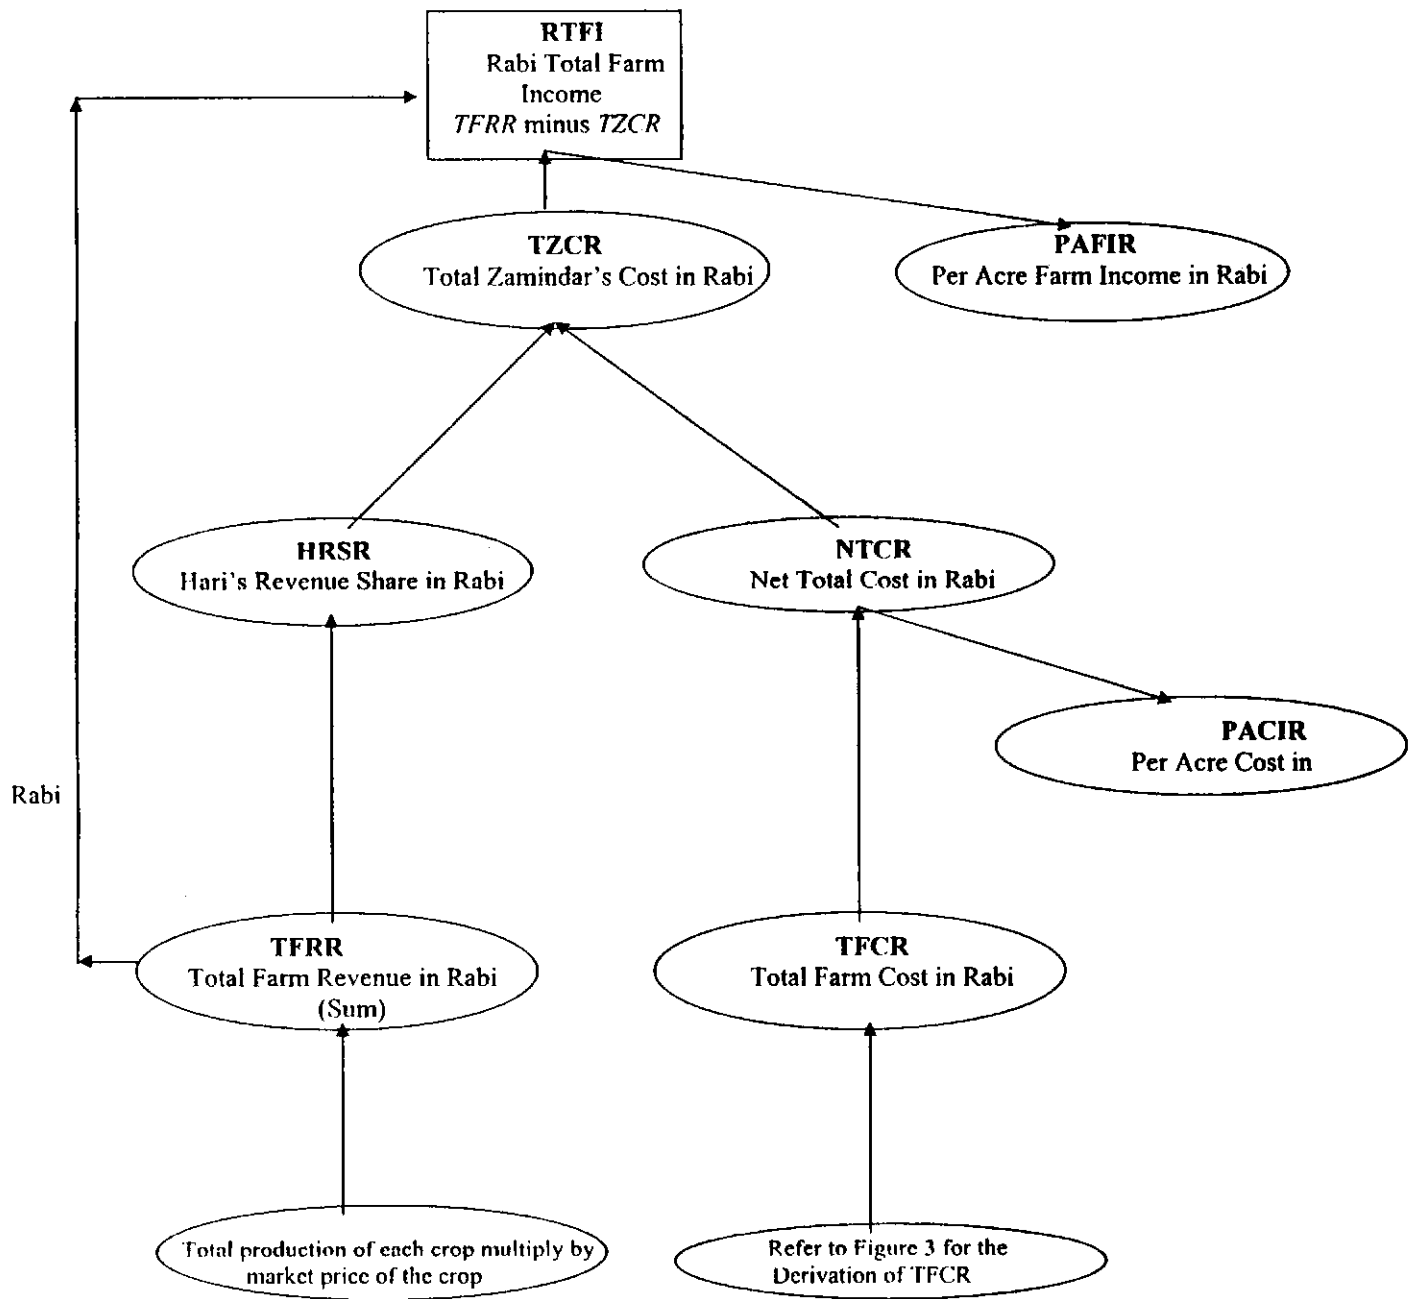 RTFI
Rabi Total Farm
Income
TFRR minus TZCR
TZCR
Total Zamindar's Cost in Rabi
PAFIR
Per Acre Farm Income in Rabi
HRSR
Hari's Revenue Share in Rabi
NTCR
Net Total Cost in Rabi
PACIR
Per Acre Cost in
Rabi
TFRR
Total Farm Revenue in Rabi
(Sum)
TFCR
Total Farm Cost in Rabi
Total production of each crop multiply by
market price of the crop
Refer to Figure 3 for the
Derivation of TFCR